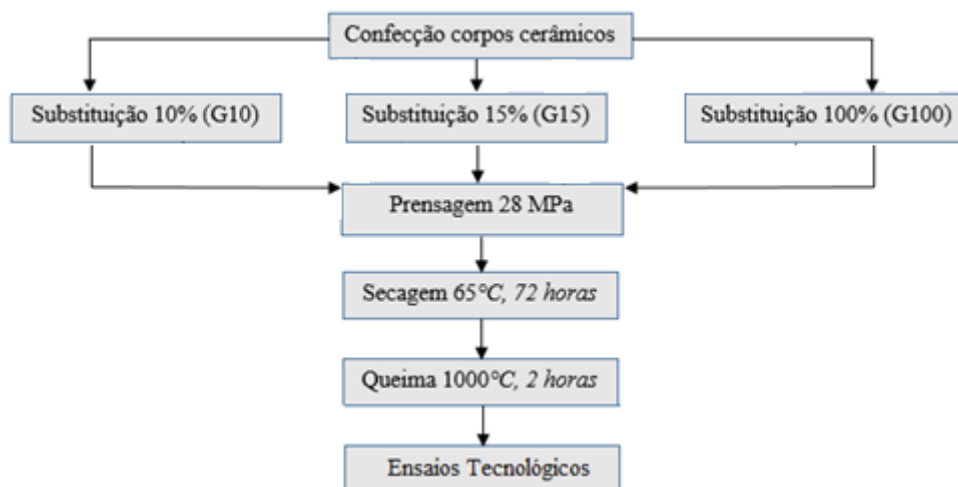 Confecção corpos cerâmicos
Substituição 10% (G10)
Substituição 15% (G15)
Substituição 100% (G100)
Prensagem 28 MPa
Secagem 65°C, 72 horas
Queima 1000°C, 2 horas
Ensaios Tecnológicos